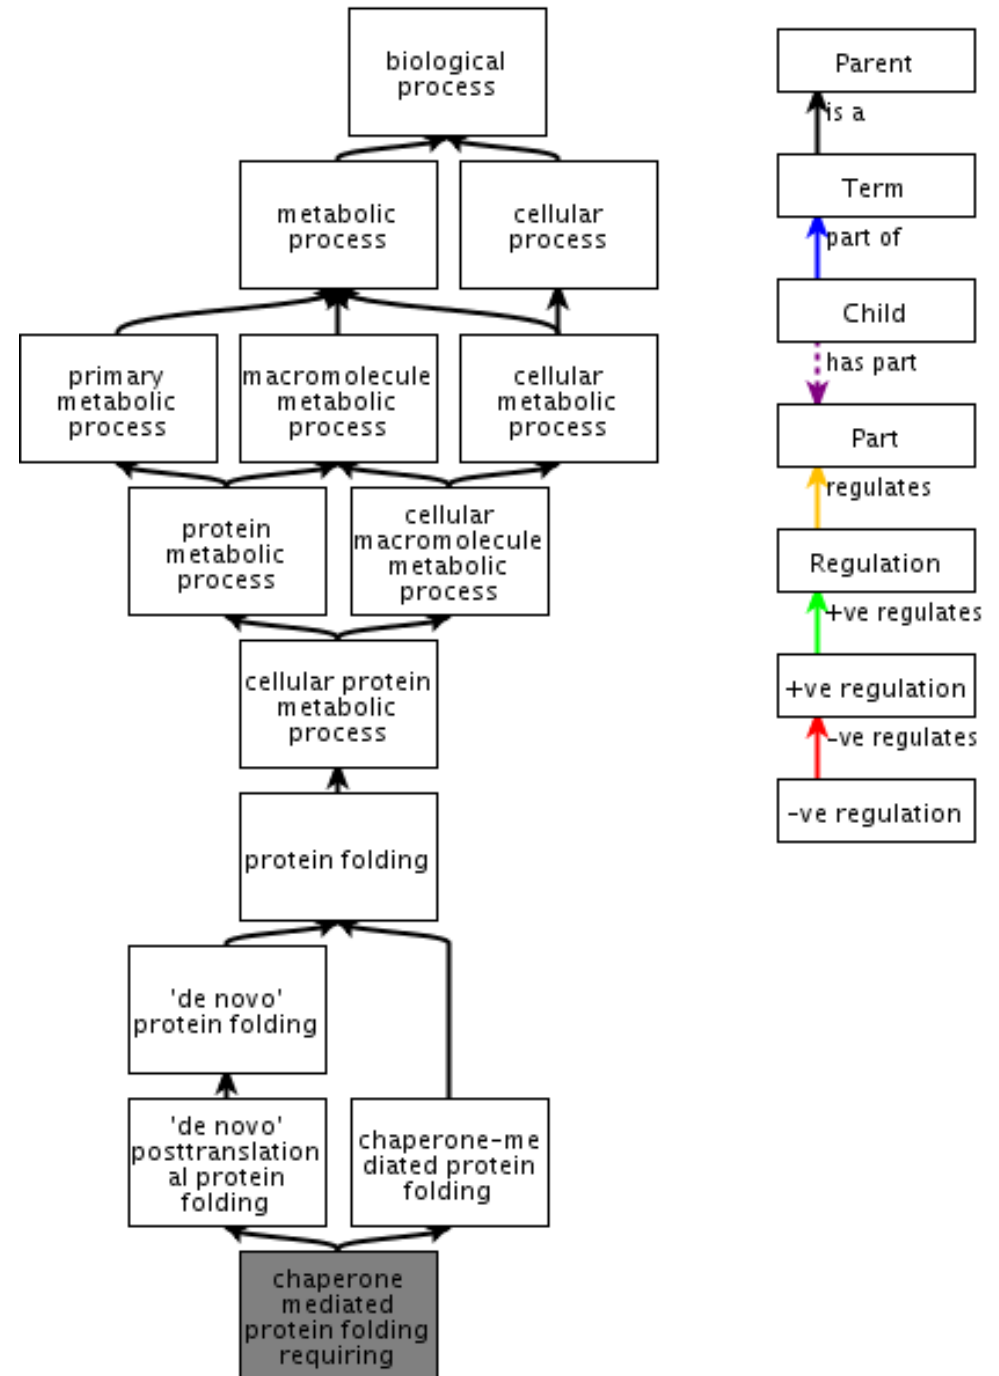 biological
process
metabolic
process
cellular
process
primary
metabolic
process
macromolecule
metabolic
process
cellular
metabolic
process
protein
metabolic
process
cellular
macromolecule
metabolic
process
cellular protein
metabolic
process
protein folding
'de novo'
protein folding
'de novo'
posttranslation
al protein
folding
chaperone-me
diated protein
folding
chaperone
mediated
protein folding
requiring
Parent
is a
Term
part of
Child
has part
Part
regulates
Regulation
+ve regulates
+ve regulation
-ve regulates
-ve regulation